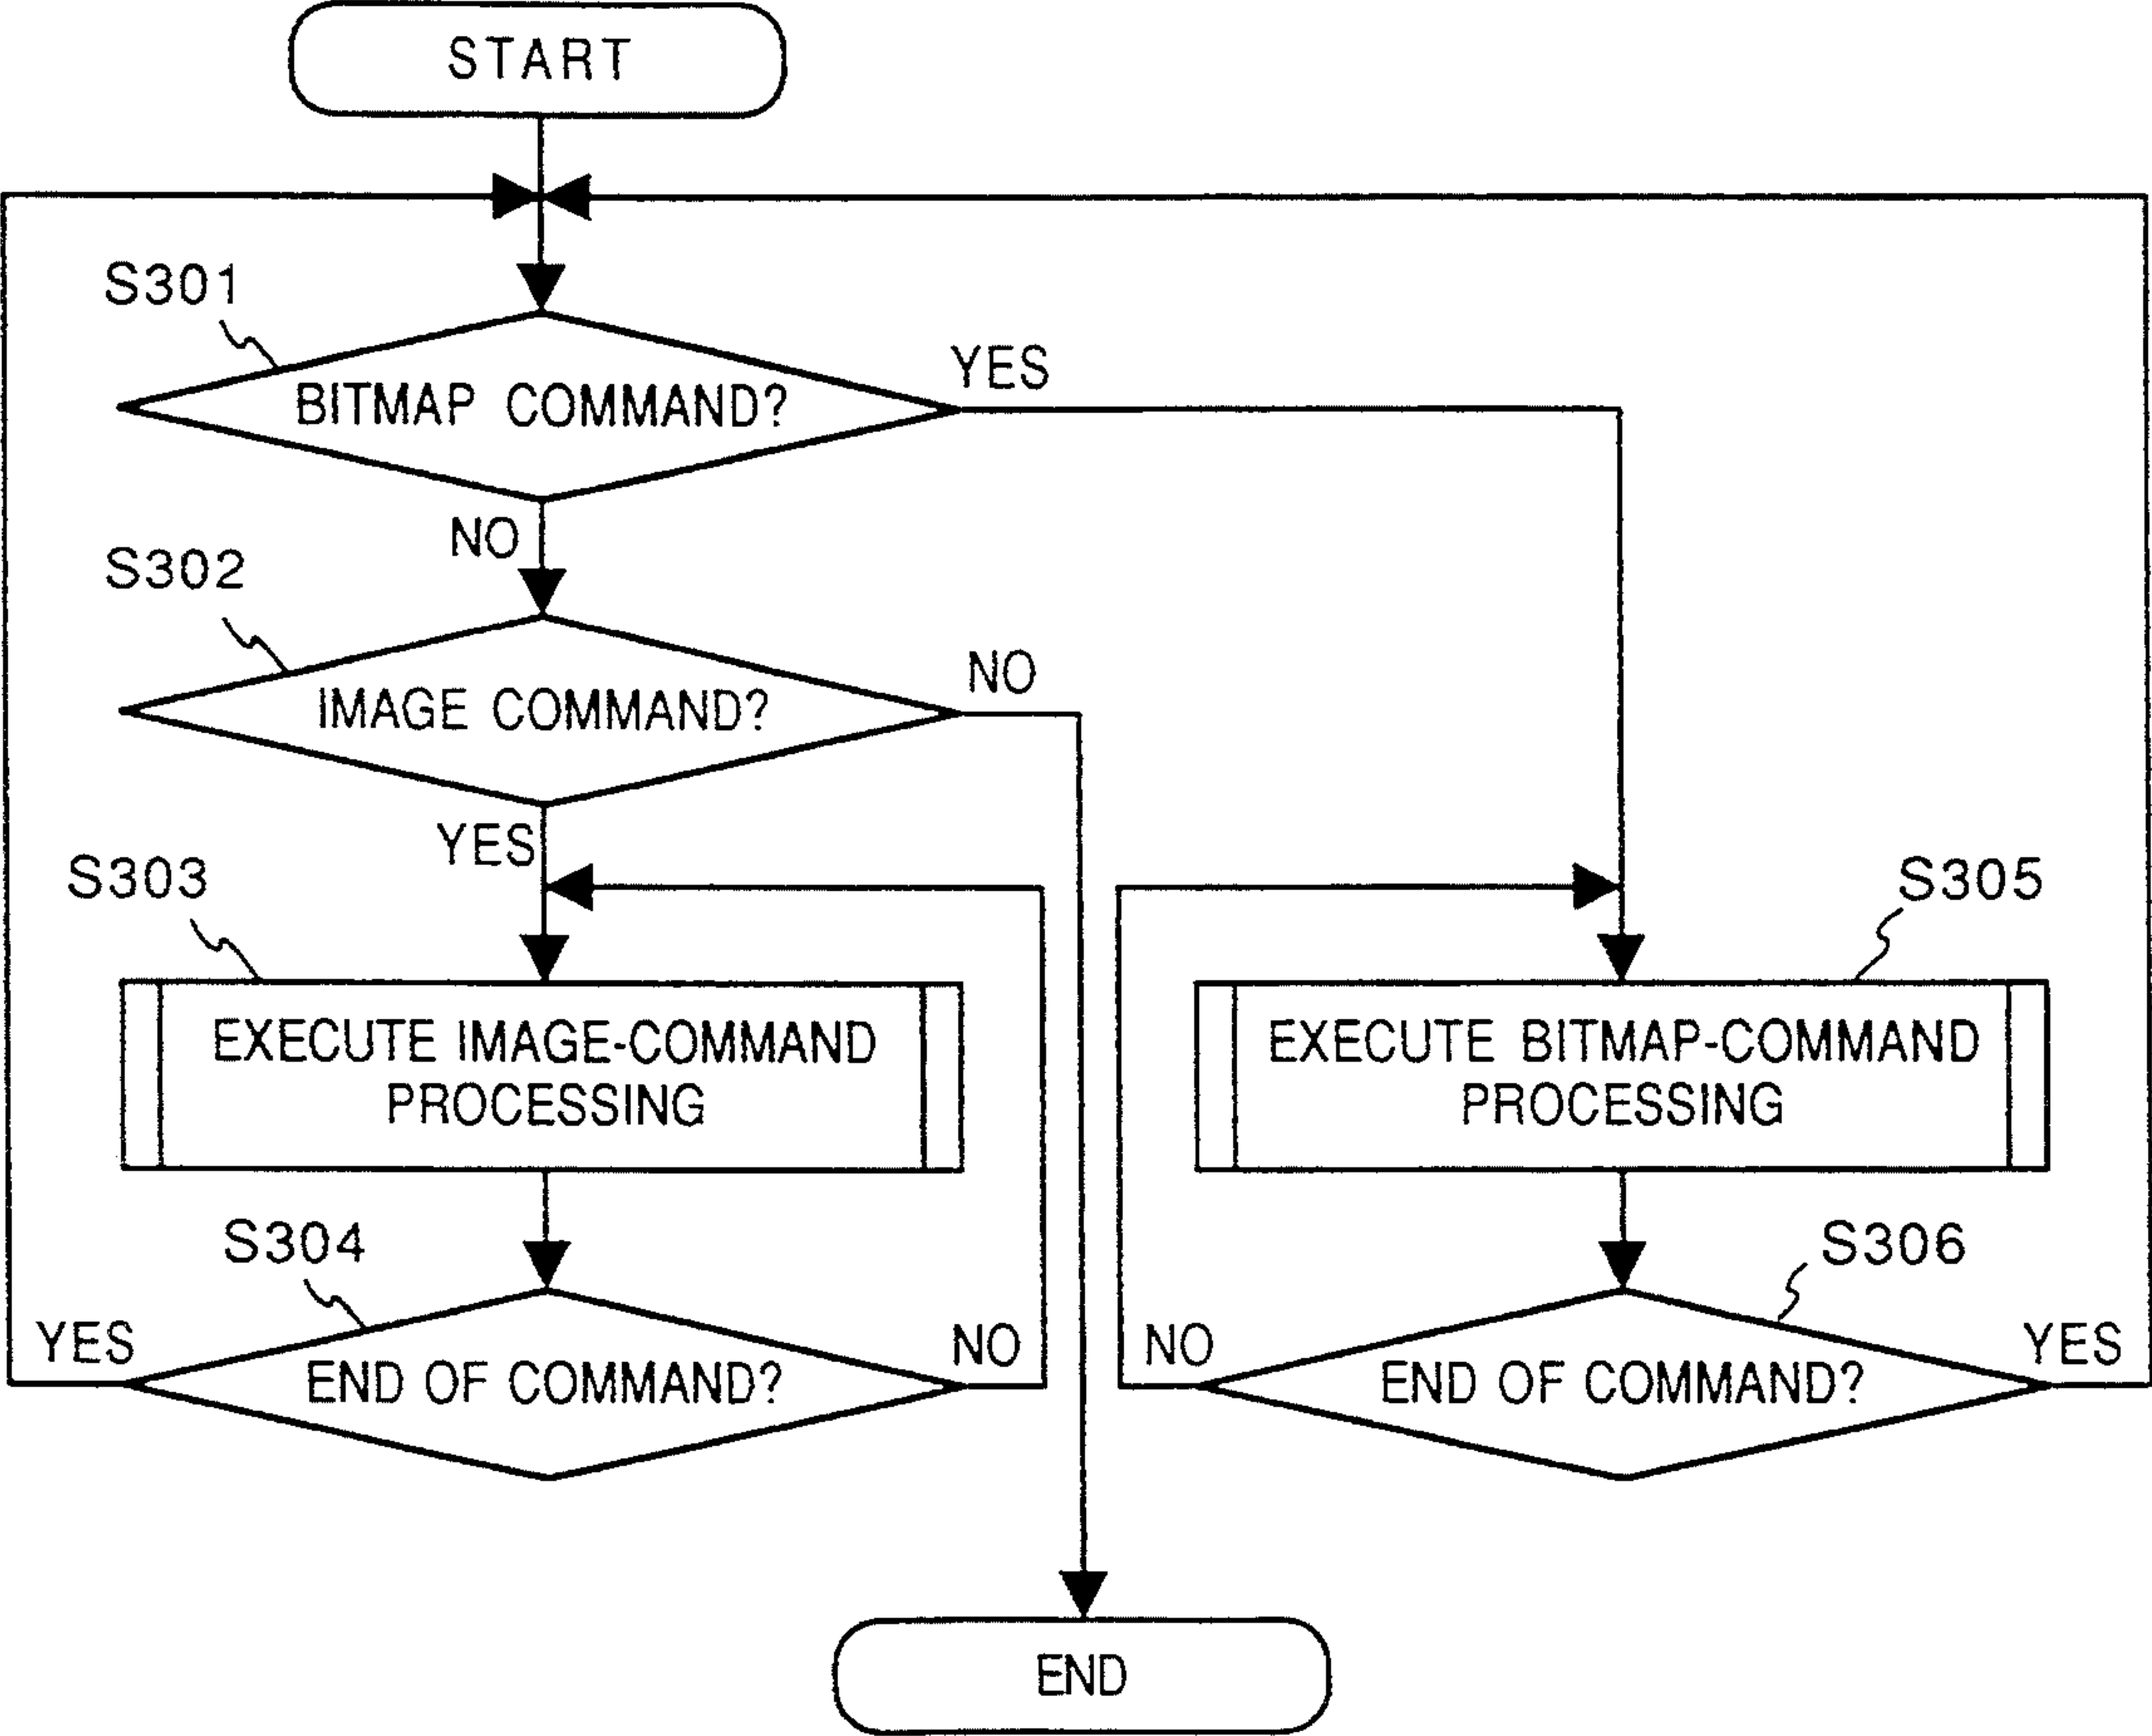 START
S301
BITMAP COMMAND?
YES
NO
S302
IMAGE COMMAND?
NO
YES
S303
S305
EXECUTE IMAGE-COMMAND
PROCESSING
EXECUTE BITMAP-COMMAND
PROCESSING
S304
S306
YES
END OF COMMAND?
NO
NO
END OF COMMAND?
YES
END